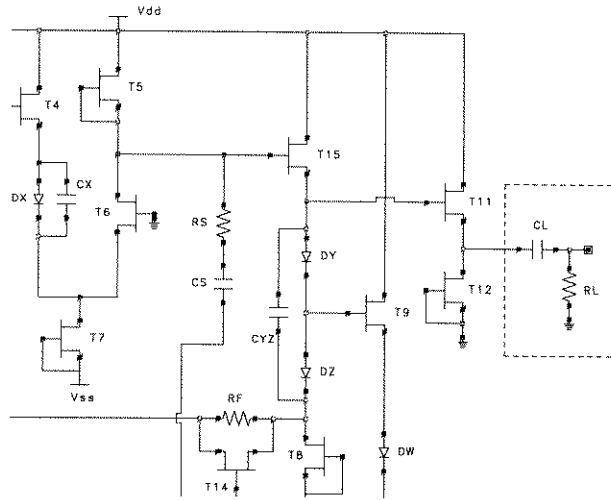 Vdd
T5
T4
T15
DX
CX
T6
RS
T11
CL
DY
CS
T12
RL
T9
CYZ
T7
DZ
Vss
RF
T8
DW
T14